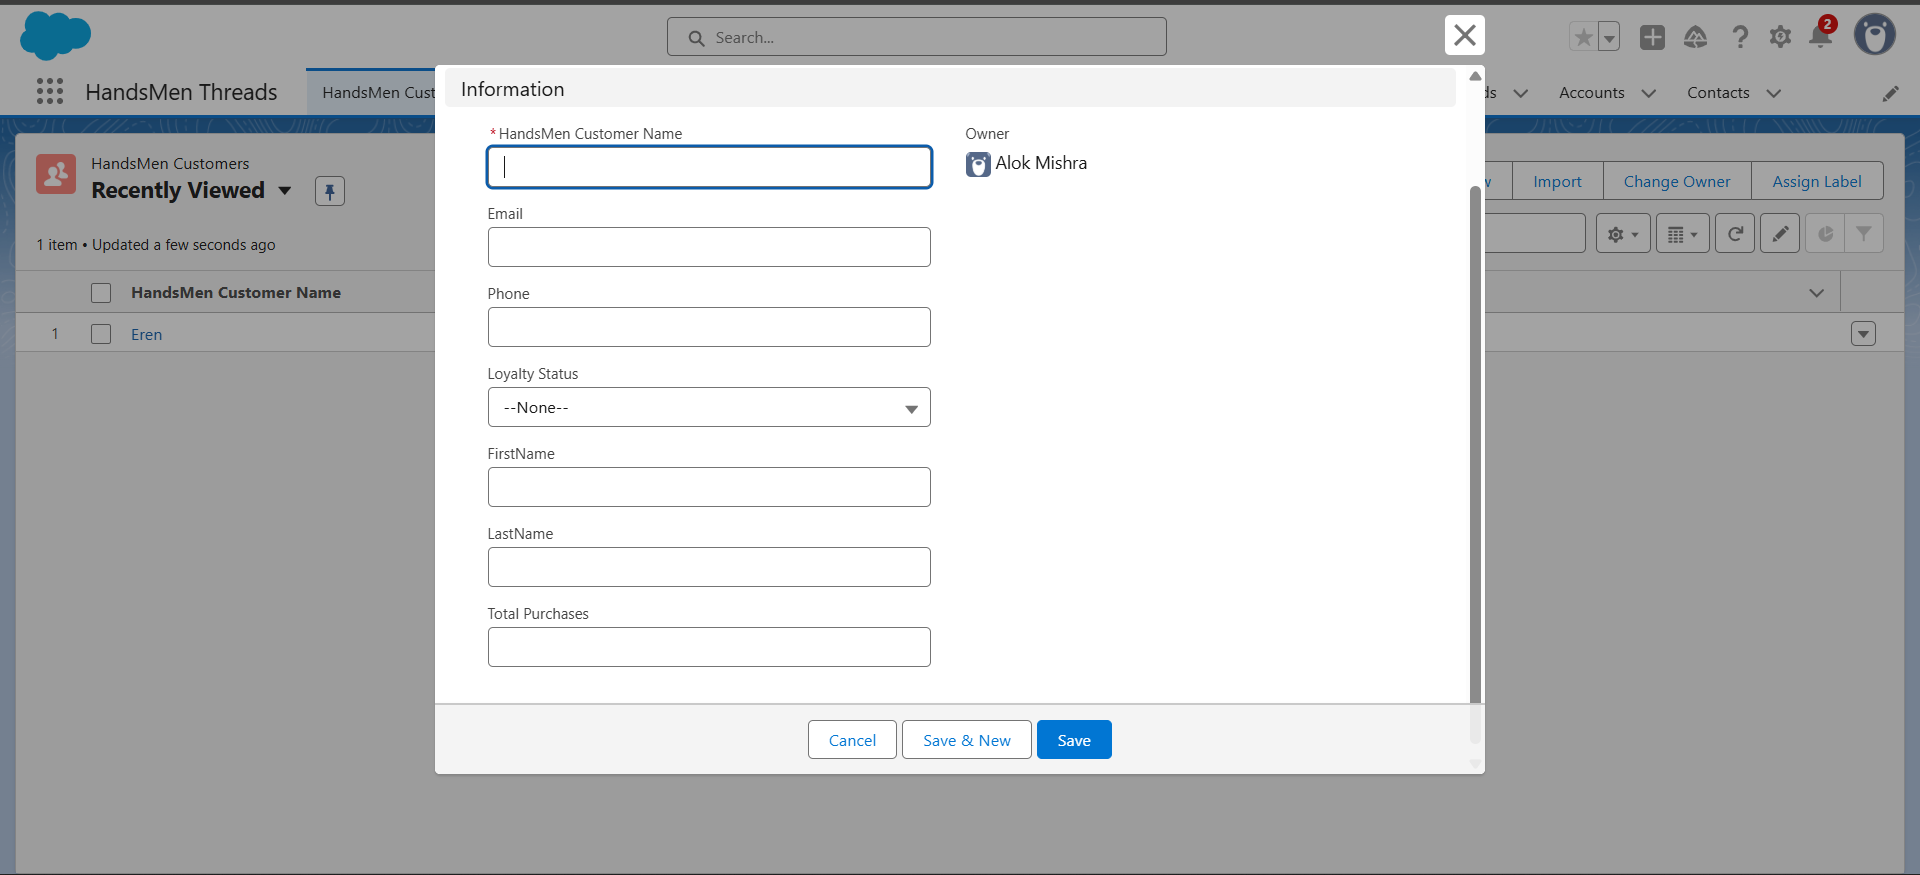 Search...
2
HandsMen Threads
HandsMen Cust
ds
Accounts
Contacts
HandsMen Customers
Recently Viewed
1 item • Updated a few seconds ago
Import
Change Owner
Assign Label
HandsMen Customer Name
1
Eren
Information
*HandsMen Customer Name
Owner
Alok Mishra
Email
Phone
Loyalty Status
--None--
FirstName
LastName
Total Purchases
Cancel
Save & New
Save